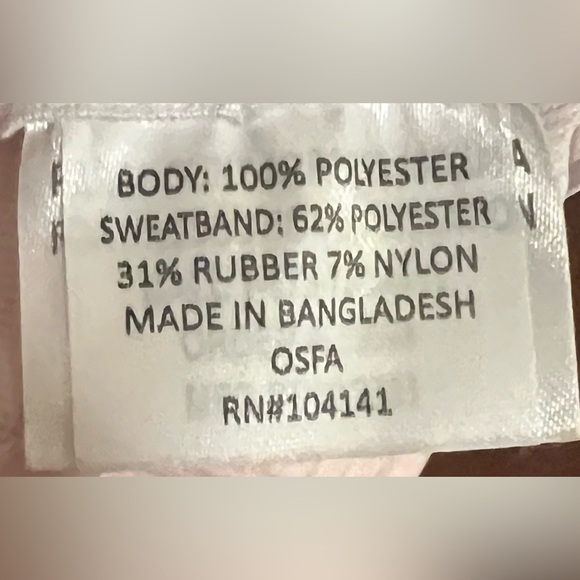 BODY: 100% POLYESTER
SWEATBAND: 62% POLYESTER
31% RUBBER 7% NYLON
MADE IN BANGLADESH
OSFA
RN#104141